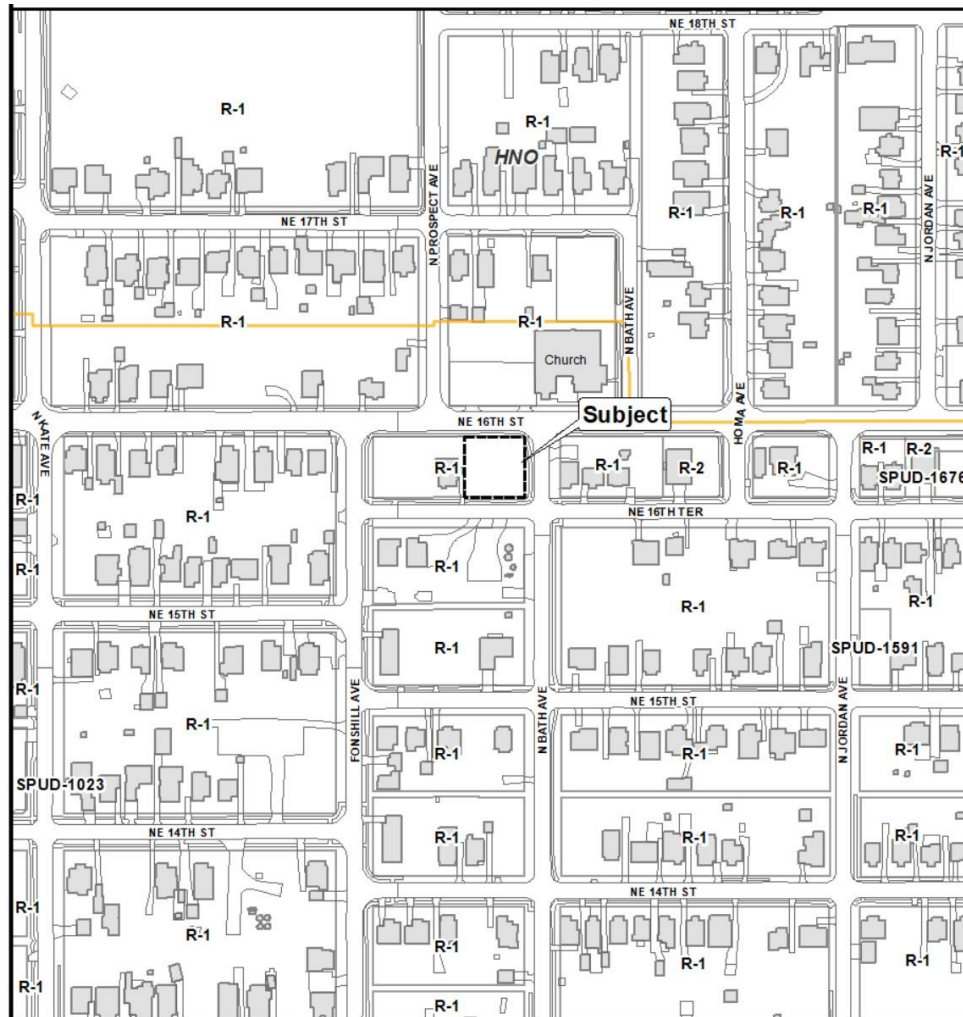 NE 18TH ST
R-1
R-1
HNO
R-1
R-1
R-1
R-1
R-1
N PROSPECT AVE
N JORDAN AVE
NE 17TH ST
R-1
R-1
N BATH AVE
Church
HOMA AVE
Subject
NE 16TH ST
N KATE AVE
R-1
R-1
R-2
R-1
R-1
R-2
SPUD-1676
R-1
R-1
NE 16TH TER
R-1
R-1
R-1
R-1
NE 15TH ST
R-1
SPUD-1591
R-1
FONSHILL AVE
N BATH AVE
NE 15TH ST
N JORDAN AVE
R-1
R-1
R-1
R-1
SPUD-1023
NE 14TH ST
R-1
R-1
R-1
NE 14TH ST
R-1
R-1
R-1
R-1
R-1
R-1
R-1